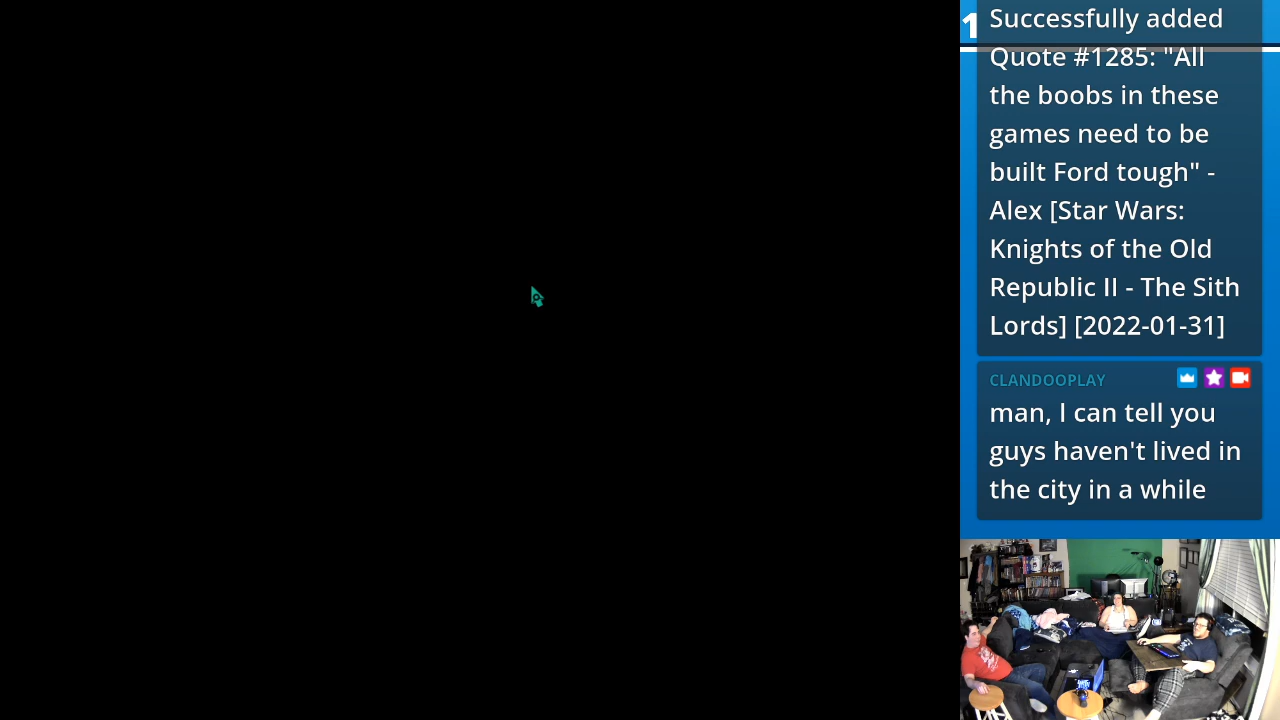 1
Successfully added
Quote #1285: "All
the boobs in these
games need to be
built Ford tough" -
Alex [Star Wars:
Knights of the Old
Republic II - The Sith
Lords] [2022-01-31]
CLANDOOPLAY
man, I can tell you
guys haven't lived in
the city in a while